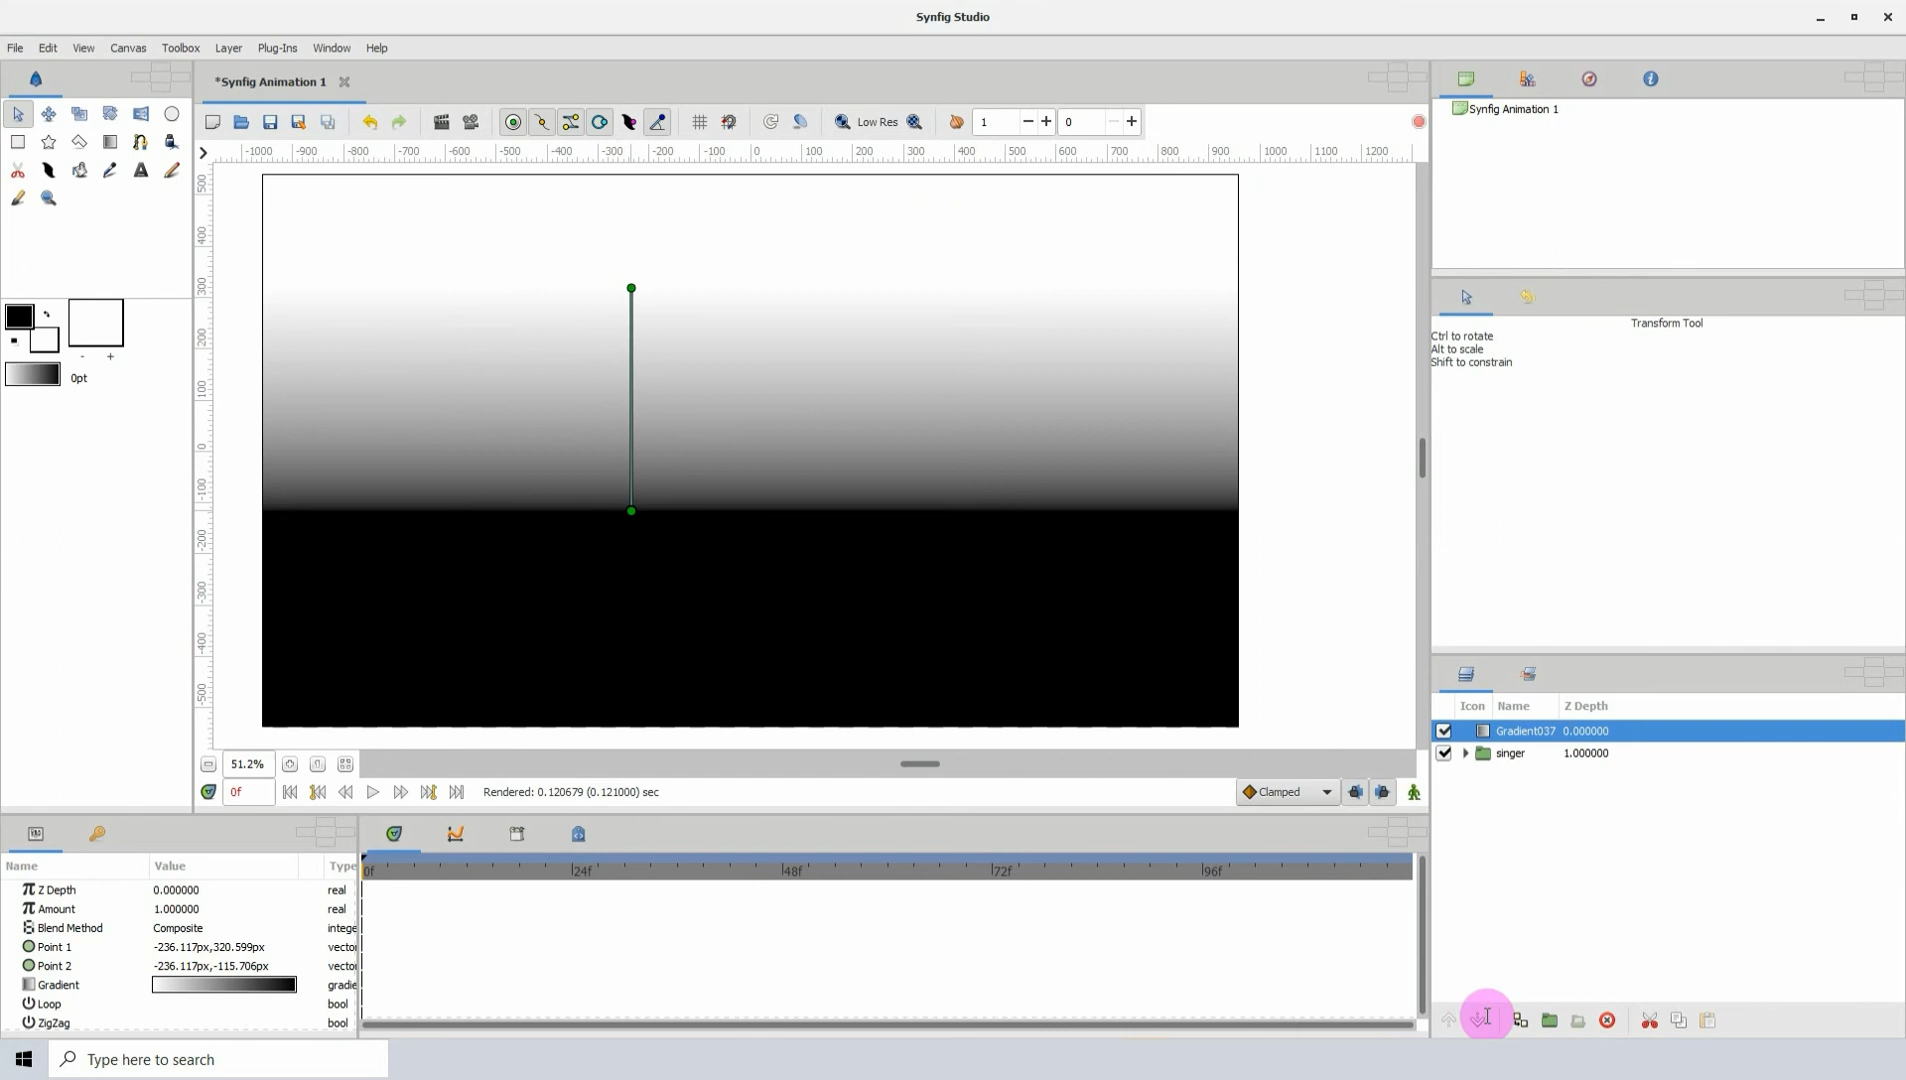 Synfig Studio
File Edit View Canvas Toolbox Layer Plug-Ins Window Help
*Synfig Animation 1
Low Res 1 0
-1000 -900 -800 -700 -600 -500 -400 -300 -200 -100 0 100 200 300 400 500 600 700 800 900 1000 1100 1200
500
400
300
200
100
0
-100
-200
-300
-400
-500
- +
0pt
Synfig Animation 1
Transform Tool
Ctrl to rotate
Alt to scale
Shift to constrain
Icon Name Z Depth
Gradient037 0.000000
singer 1.000000
51.2%
0f Rendered: 0.120679 (0.121000) sec Clamped
Name Value Type
Z Depth 0.000000 real
Amount 1.000000 real
Blend Method Composite intege
Point 1 -236.117px,320.599px vecto
Point 2 -236.117px,-115.706px vecto
Gradient gradie
Loop bool
ZigZag bool
0f 24f 48f 72f 96f
Type here to search